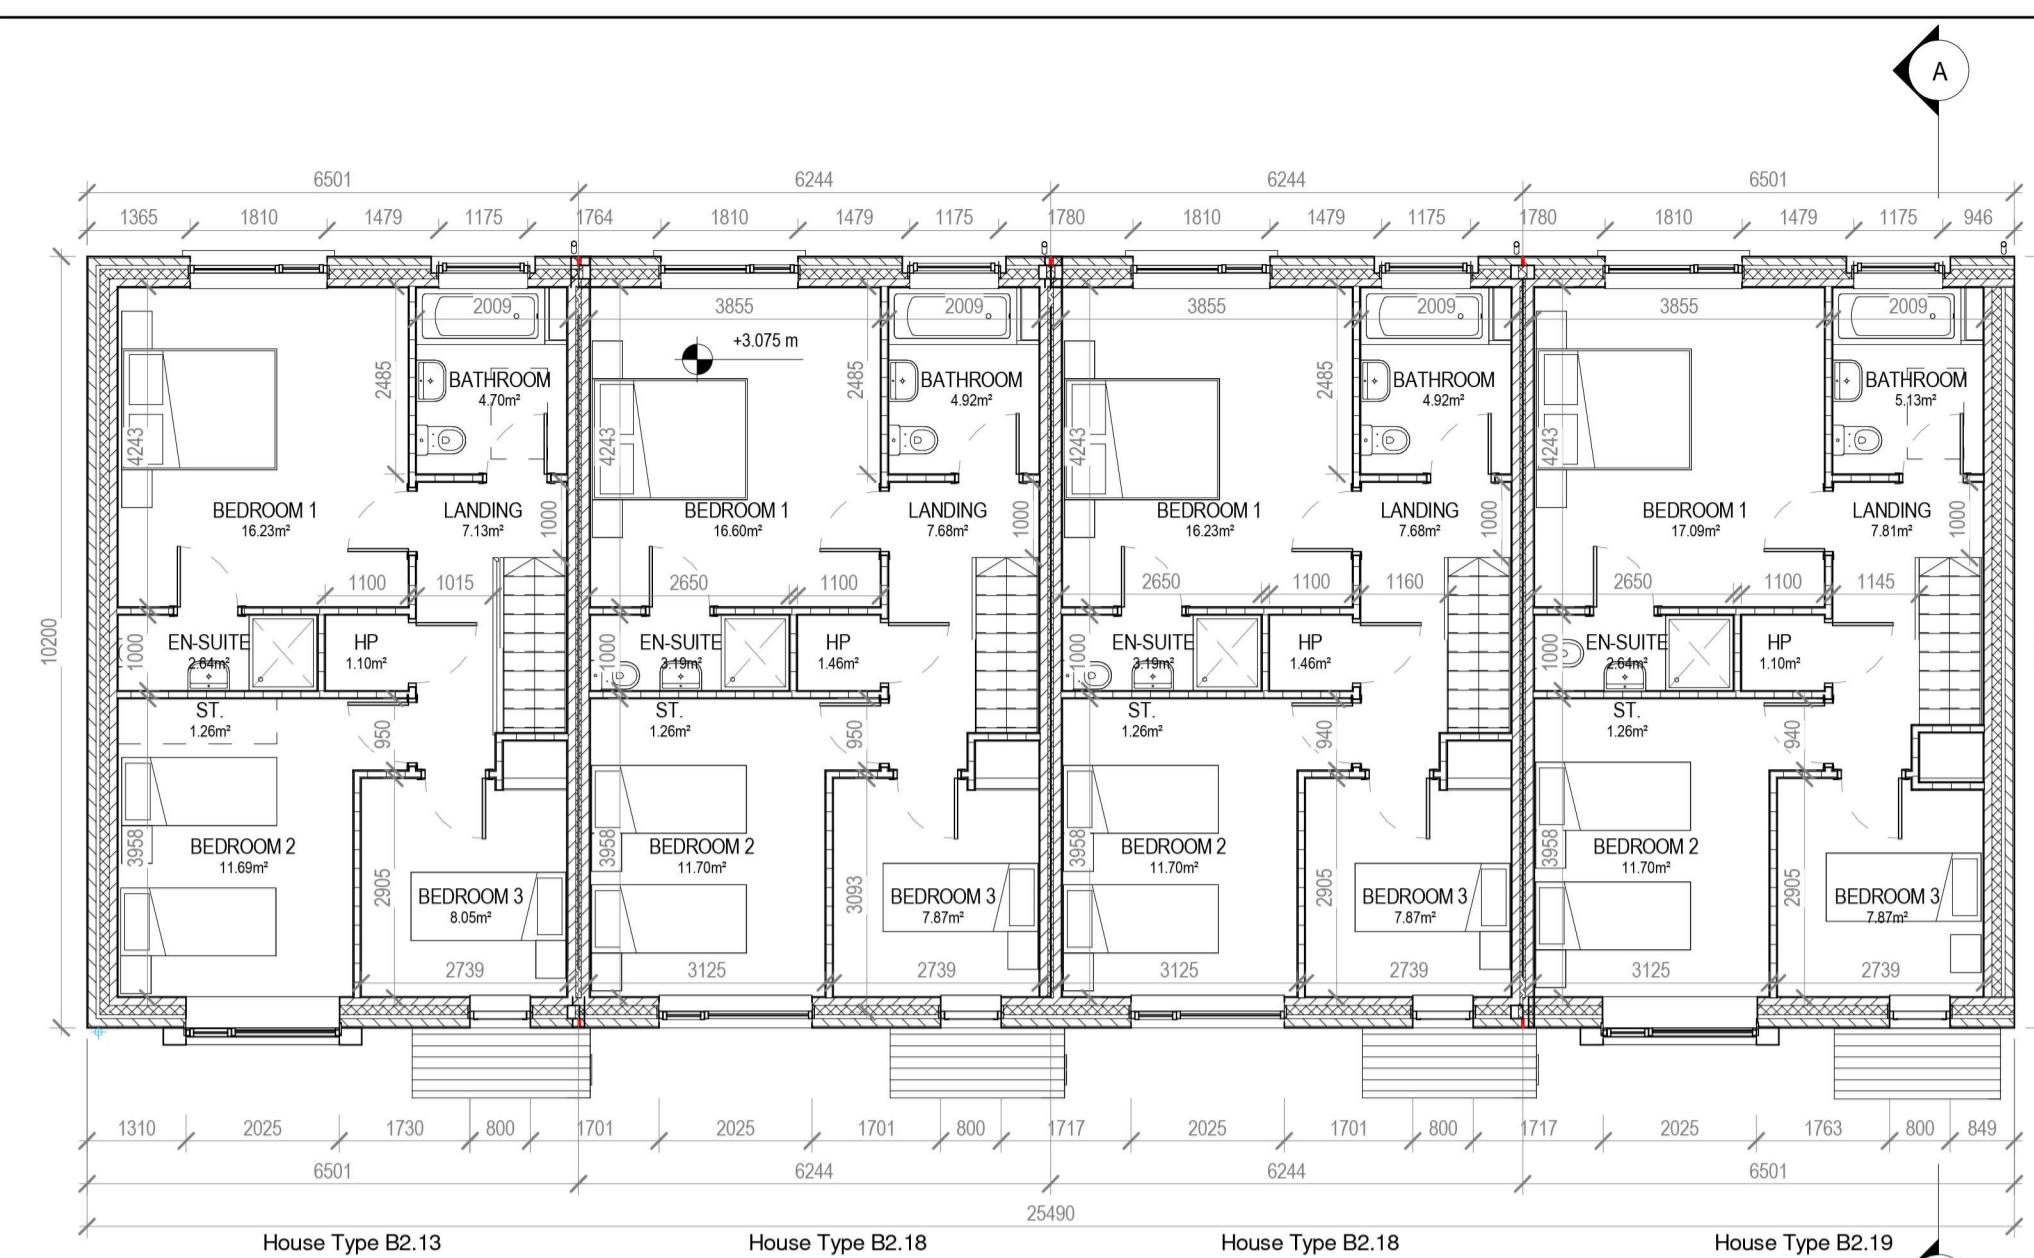 A
6501 6244 6244 6501
1365 1810 1479 1175 1764 1810 1479 1175 1780 1810 1479 1175 1780 1810 1479 1175 946
2009 3855 2009 3855 2009 3855 2009
+3.075 m
2485 2485 2485
BATHROOM BATHROOM BATHROOM BATHROOM
4.70m² 4.92m² 4.92m² 5.13m²
4243 4243 4243 4243
BEDROOM 1 LANDING BEDROOM 1 LANDING BEDROOM 1 LANDING BEDROOM 1 LANDING
16.23m² 7.13m² 16.60m² 7.68m² 16.23m² 7.68m² 17.09m² 7.81m²
1000 1000 1000 1000
1100 1015 2650 1100 2650 1100 1160 2650 1100 1145
10200
EN-SUITE HP EN-SUITE HP EN-SUITE HP EN-SUITE HP
2.64m² 1.10m² 3.19m² 1.46m² 3.19m² 1.46m² 2.64m² 1.10m²
1000 1000 1000 1000
ST. ST. ST. ST.
1.26m² 1.26m² 1.26m² 1.26m²
950 950 940 940
BEDROOM 2 BEDROOM 2 BEDROOM 2 BEDROOM 2
11.69m² 11.70m² 11.70m² 11.70m²
3958 3958 3958 3958
2905 3093 2905 2905
BEDROOM 3 BEDROOM 3 BEDROOM 3 BEDROOM 3
8.05m² 7.87m² 7.87m² 7.87m²
2739 3125 2739 3125 2739 3125 2739
1310 2025 1730 800 1701 2025 1701 800 1717 2025 1701 800 1717 2025 1763 800 849
6501 6244 6244 6501
25490
House Type B2.13 House Type B2.18 House Type B2.18 House Type B2.19